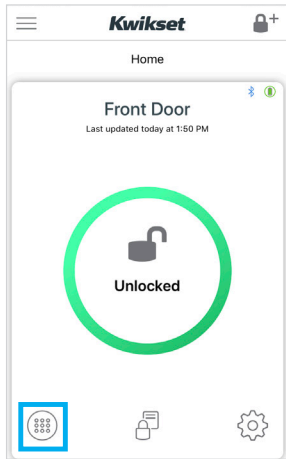 Kwikset
Home
Front Door
Last updated today at 1:50 PM
Unlocked